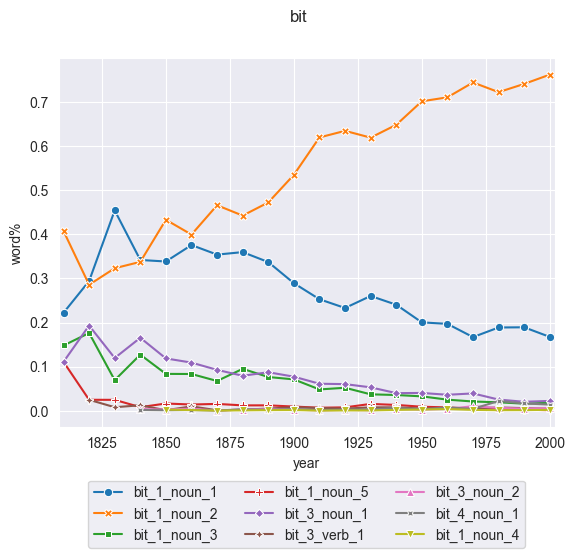 bit
0.7
0.6
0.5
0.4
0.3
0.2
0.1
0.0
word%
1825 1850 1875 1900 1925 1950 1975 2000
year
bit_1_noun_1 bit_1_noun_5 bit_3_noun_2
bit_1_noun_2 bit_3_noun_1 bit_4_noun_1
bit_1_noun_3 bit_3_verb_1 bit_1_noun_4